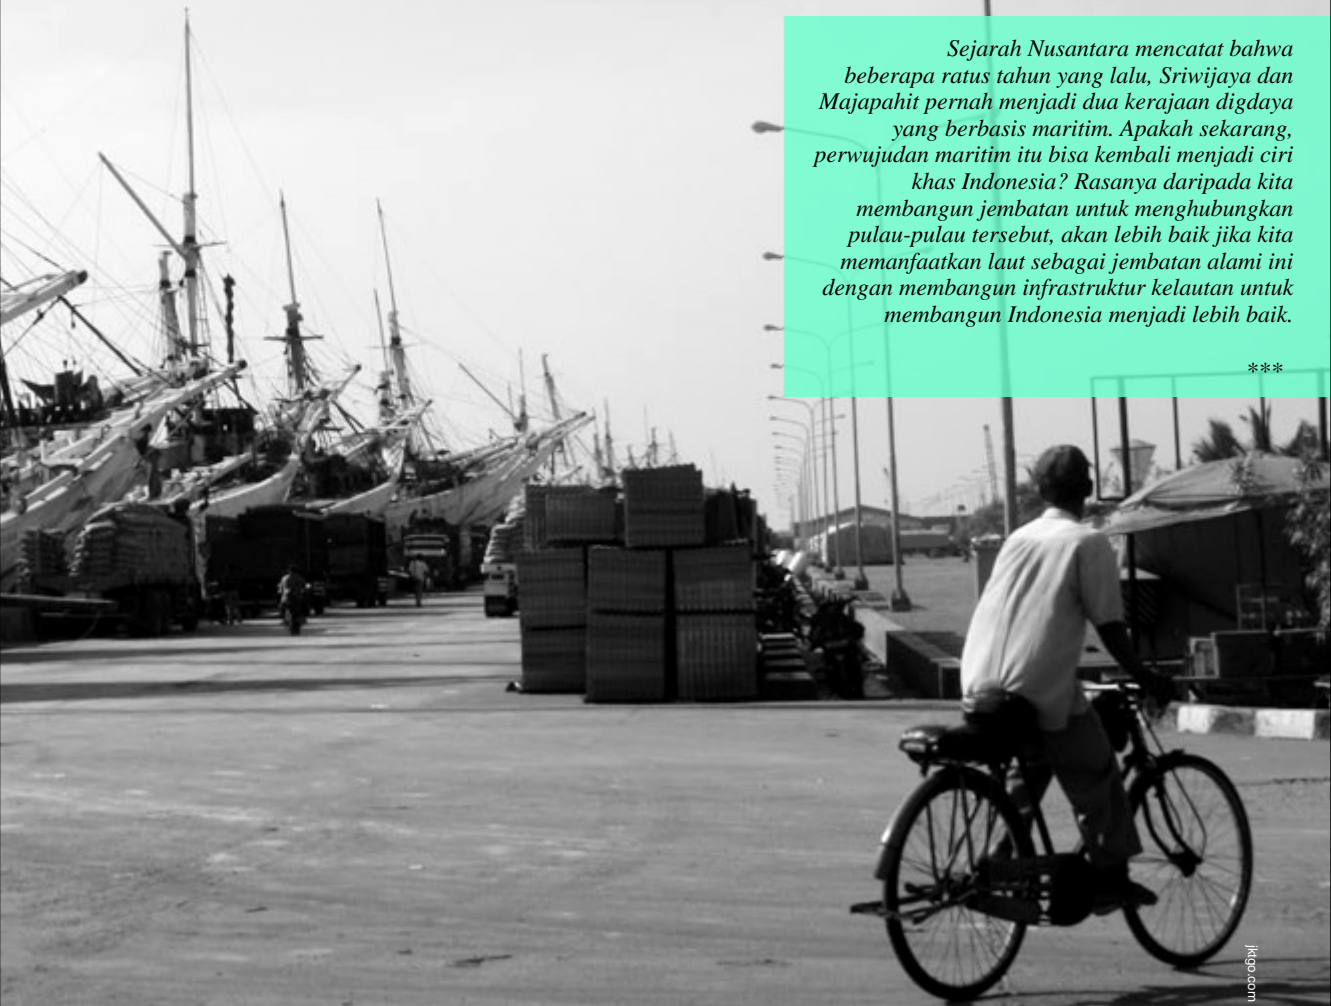 Sejarah Nusantara mencatat bahwa
beberapa ratus tahun yang lalu, Sriwijaya dan
Majapahit pernah menjadi dua kerajaan digdaya
yang berbasis maritim. Apakah sekarang,
perwujudan maritim itu bisa kembali menjadi ciri
khas Indonesia? Rasanya daripada kita
membangun jembatan untuk menghubungkan
pulau-pulau tersebut, akan lebih baik jika kita
memanfaatkan laut sebagai jembatan alami ini
dengan membangun infrastruktur kelautan untuk
membangun Indonesia menjadi lebih baik.
***
jktgo.com